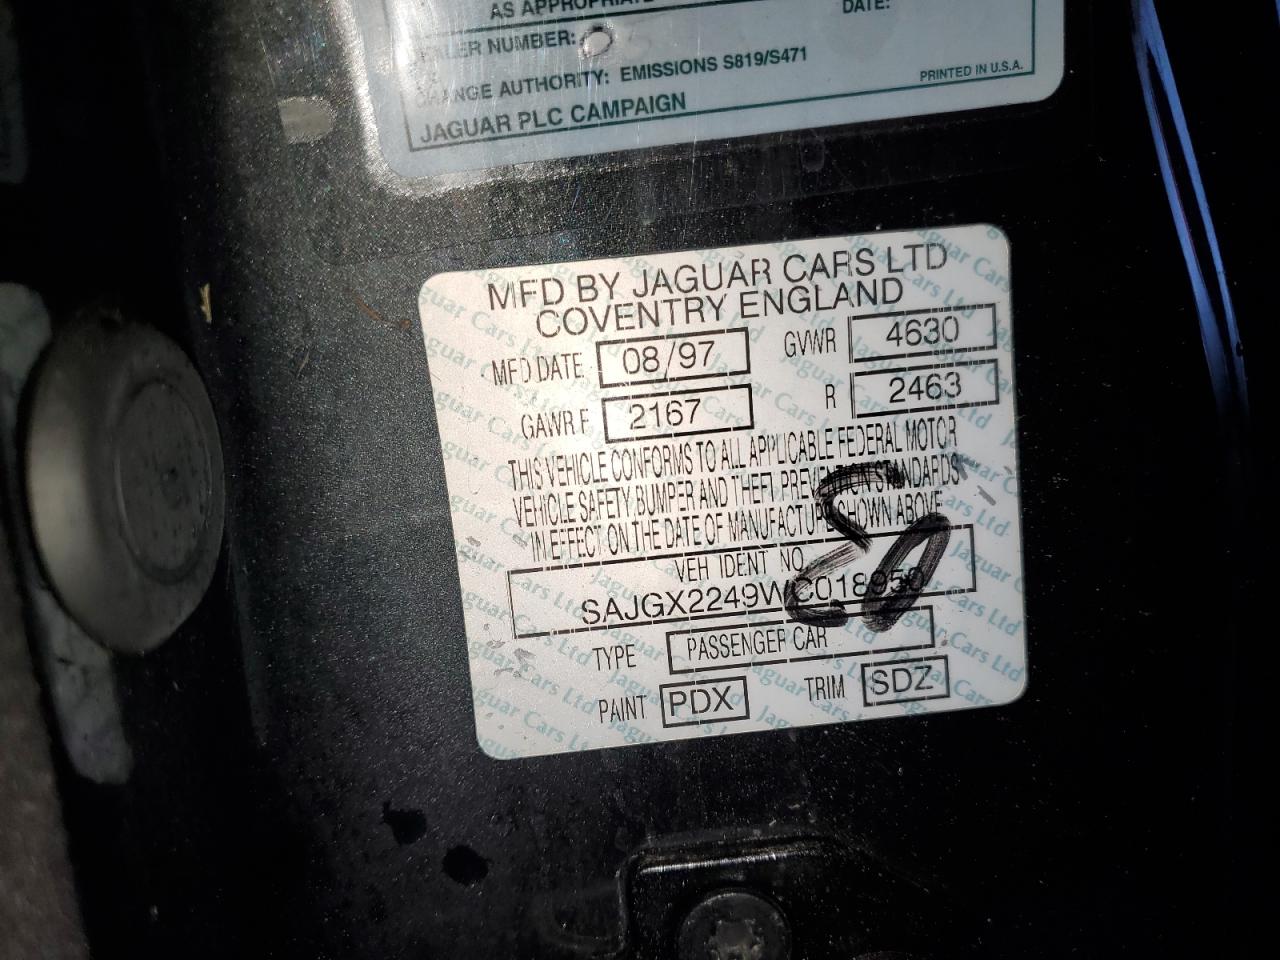 AS APPROPRIATE
DATE:
DEALER NUMBER:
CHANGE AUTHORITY: EMISSIONS S819/S471
JAGUAR PLC CAMPAIGN
PRINTED IN U.S.A.
MFD BY JAGUAR CARS LTD
COVENTRY ENGLAND
MFD DATE 08/97 GVWR 4630
GAWR F 2167 R 2463
THIS VEHICLE CONFORMS TO ALL APPLICABLE FEDERAL MOTOR
VEHICLE SAFETY, BUMPER AND THEFT PREVENTION STANDARDS
IN EFFECT ON THE DATE OF MANUFACTURE SHOWN ABOVE
VEH IDENT NO
SAJGX2249WC018950
TYPE PASSENGER CAR
PAINT PDX TRIM SDZ